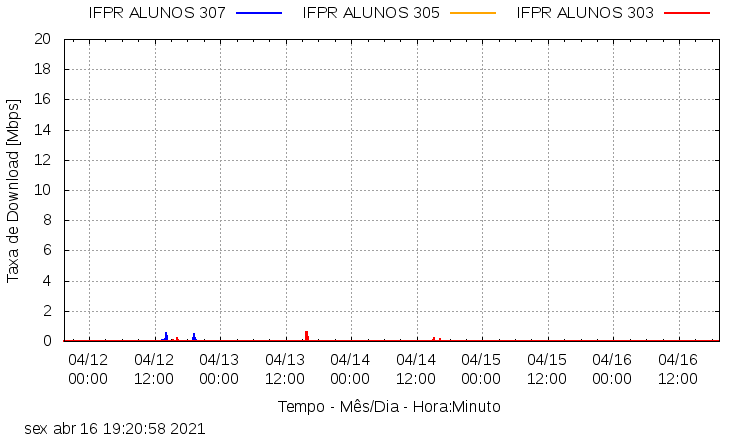 IFPR ALUNOS 307 IFPR ALUNOS 305 IFPR ALUNOS 303
Taxa de Download [Mbps]
20
18
16
14
12
10
8
6
4
2
0
04/12 04/12 04/13 04/13 04/14 04/14 04/15 04/15 04/16 04/16
00:00 12:00 00:00 12:00 00:00 12:00 00:00 12:00 00:00 12:00
Tempo - Mês/Dia - Hora:Minuto
sex abr 16 19:20:58 2021